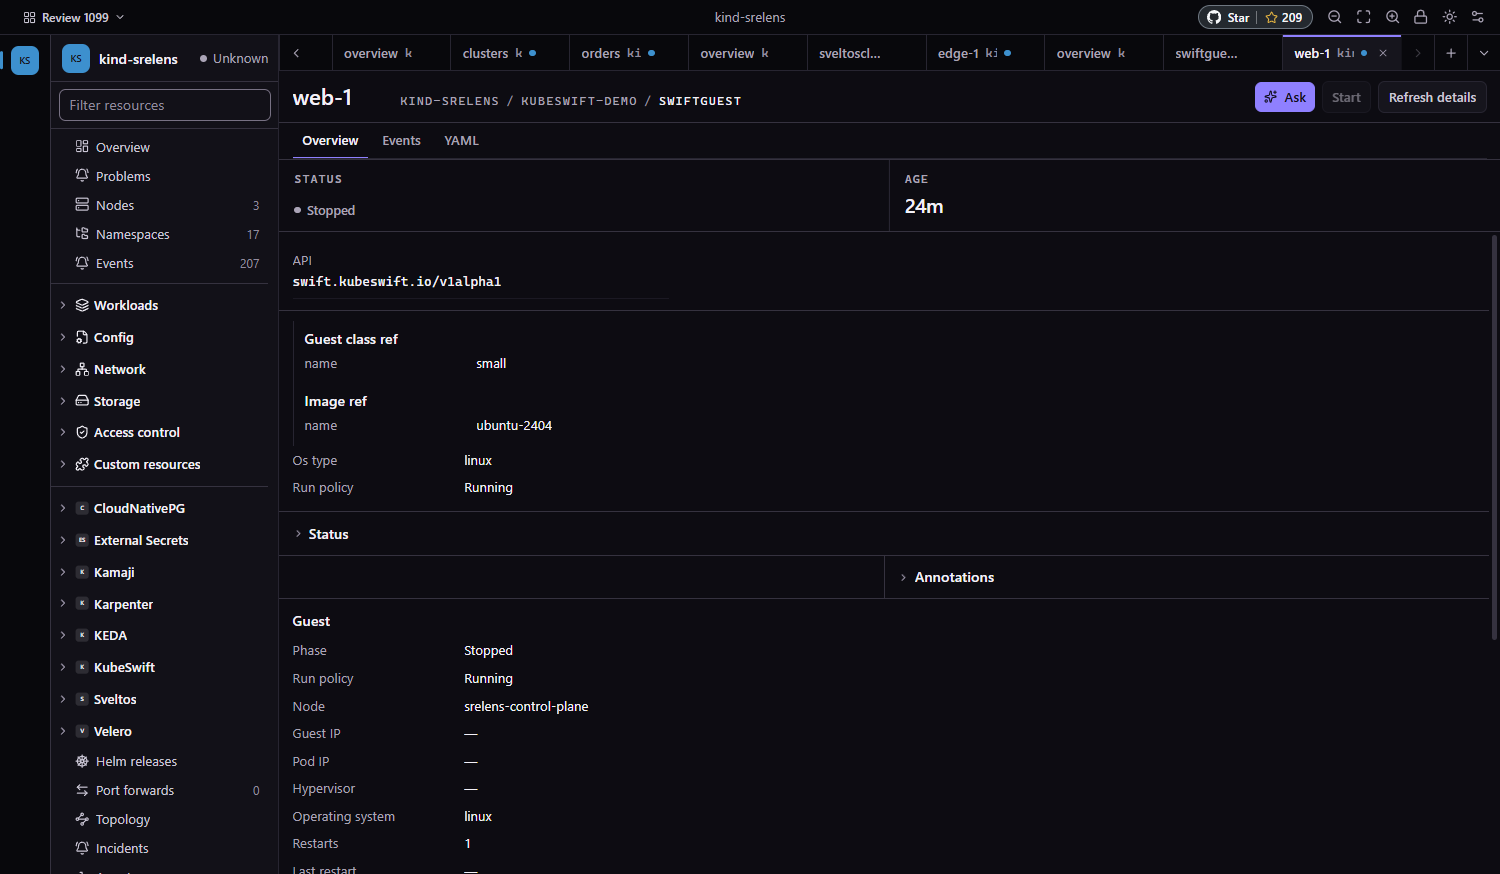 Review 1099
kind-srelens
Star 209
KS
KS kind-srelens Unknown
overview k
clusters k
orders ki
overview k
sveltoscl...
edge-1 ki
overview k
swiftgue...
web-1 kin
Filter resources
Overview
Problems
Nodes 3
Namespaces 17
Events 207
Workloads
Config
Network
Storage
Access control
Custom resources
C CloudNativePG
ES External Secrets
K Kamaji
K Karpenter
K KEDA
K KubeSwift
S Sveltos
V Velero
Helm releases
Port forwards 0
Topology
Incidents
web-1
KIND-SRELENS / KUBESWIFT-DEMO / SWIFTGUEST
Ask
Start
Refresh details
Overview Events YAML
STATUS
Stopped
AGE
24m
API
swift.kubeswift.io/v1alpha1
Guest class ref
name small
Image ref
name ubuntu-2404
Os type linux
Run policy Running
Status
Annotations
Guest
Phase Stopped
Run policy Running
Node srelens-control-plane
Guest IP —
Pod IP —
Hypervisor —
Operating system linux
Restarts 1
Last restart —